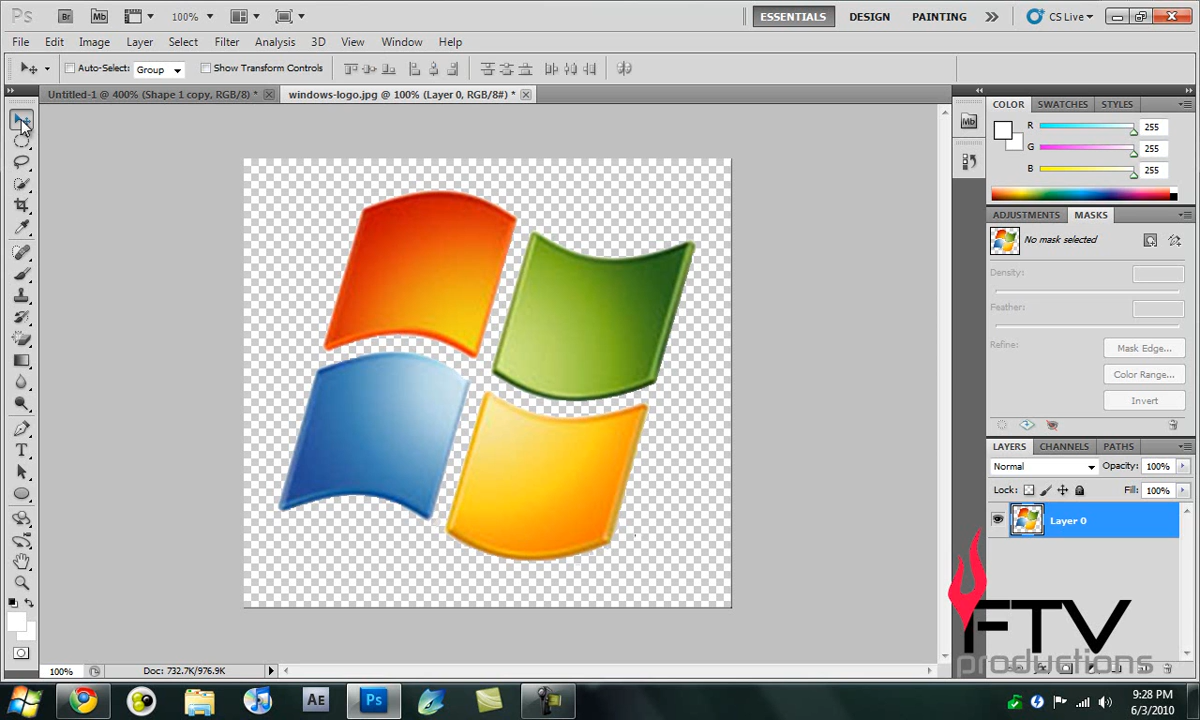 Ps Br Mb 100% ESSENTIALS DESIGN PAINTING CS Live
File Edit Image Layer Select Filter Analysis 3D View Window Help
Auto-Select: Group Show Transform Controls
Untitled-1 @ 400% (Shape 1 copy, RGB/8) * windows-logo.jpg @ 100% (Layer 0, RGB/8#) *
Mb
COLOR SWATCHES STYLES
R 255
G 255
B 255
ADJUSTMENTS MASKS
No mask selected
Density:
Feather:
Refine: Mask Edge...
Color Range...
Invert
LAYERS CHANNELS PATHS
Normal Opacity: 100%
Lock: Fill: 100%
Layer 0
T
FTV
productions
100% Doc: 732.7K/976.9K
AE Ps
9:28 PM
6/3/2010